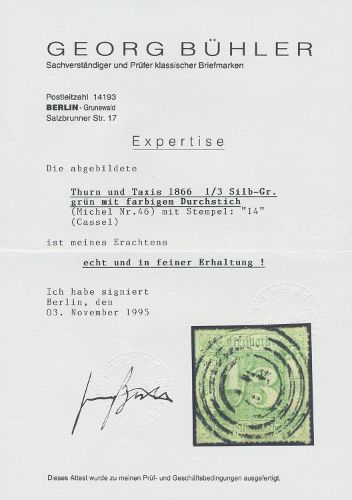 GEORG BÜHLER
Sachverständiger und Prüfer klassischer Briefmarken
Postleitzahl 14193
BERLIN - Grunewald
Salzbrunner Str. 17
Expertise
Die abgebildete
Thurn und Taxis 1866 1/3 Silb-Gr.
grün mit farbigem Durchstich
(Michel Nr.46) mit Stempel: "14"
(Cassel)
ist meines Erachtens
echt und in feiner Erhaltung !
Ich habe signiert
Berlin, den
03. November 1995
Dieses Attest wurde zu meinen Prüf- und Geschäftsbedingungen ausgefertigt.